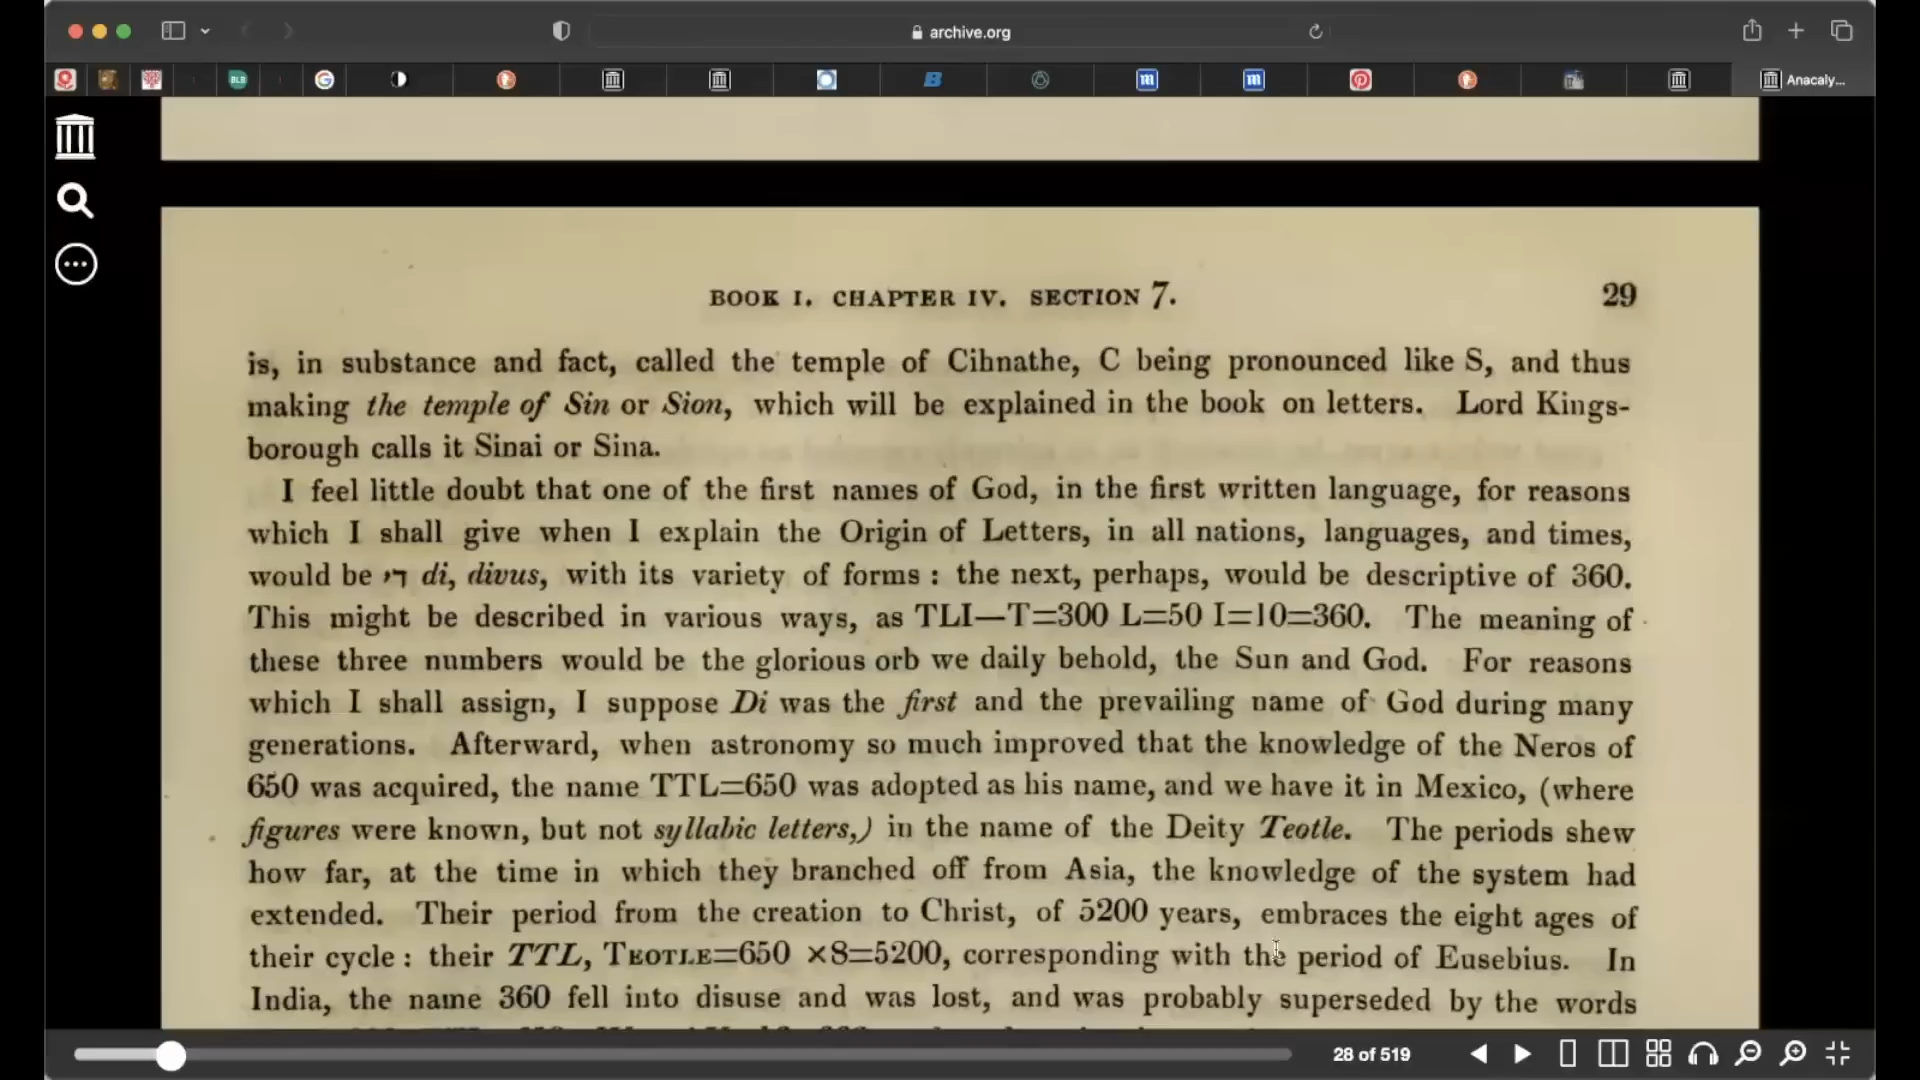 archive.org
BLB
Anacaly...
BOOK I. CHAPTER IV. SECTION 7.
29
is, in substance and fact, called the temple of Cihnathe, C being pronounced like S, and thus
making the temple of Sin or Sion, which will be explained in the book on letters. Lord Kings-
borough calls it Sinai or Sina.
I feel little doubt that one of the first names of God, in the first written language, for reasons
which I shall give when I explain the Origin of Letters, in all nations, languages, and times,
would be די di, divus, with its variety of forms : the next, perhaps, would be descriptive of 360.
This might be described in various ways, as TLI—T=300 L=50 I=10=360. The meaning of
these three numbers would be the glorious orb we daily behold, the Sun and God. For reasons
which I shall assign, I suppose Di was the first and the prevailing name of God during many
generations. Afterward, when astronomy so much improved that the knowledge of the Neros of
650 was acquired, the name TTL=650 was adopted as his name, and we have it in Mexico, (where
figures were known, but not syllabic letters,) in the name of the Deity Teotle. The periods shew
how far, at the time in which they branched off from Asia, the knowledge of the system had
extended. Their period from the creation to Christ, of 5200 years, embraces the eight ages of
their cycle : their TTL, TEOTLE=650 ×8=5200, corresponding with the period of Eusebius. In
India, the name 360 fell into disuse and was lost, and was probably superseded by the words
28 of 519